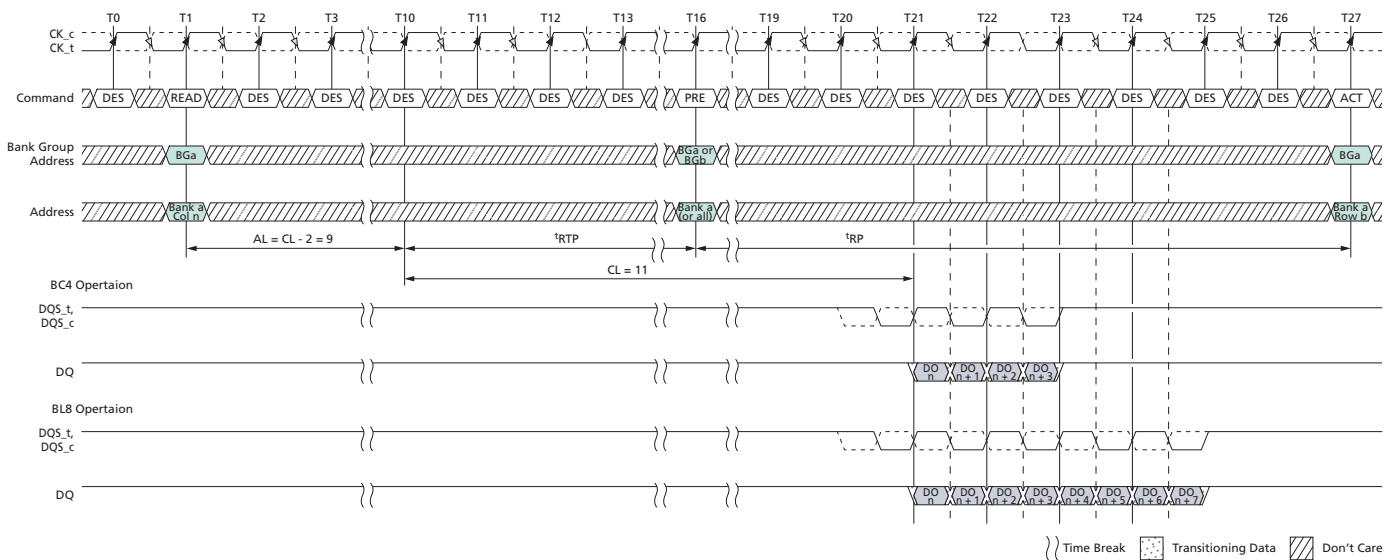 T0 T1 T2 T3 T10 T11 T12 T13 T16 T19 T20 T21 T22 T23 T24 T25 T26 T27
CK_c
CK_t
Command DES READ DES DES DES DES DES DES PRE DES DES DES DES DES DES DES DES ACT
Bank Group
Address
BGa
BGa or
BGb
BGa
Address
Bank a
Col n
Bank a
(or all)
Bank a
Row b
AL = CL - 2 = 9
tRTP
tRP
CL = 11
BC4 Opertaion
DQS_t,
DQS_c
DQ
DO
n
DO
n + 1
DO
n + 2
DO
n + 3
BL8 Opertaion
DQS_t,
DQS_c
DQ
DO
n
DO
n + 1
DO
n + 2
DO
n + 3
DO
n + 4
DO
n + 5
DO
n + 6
DO
n + 7
Time Break Transitioning Data Don't Care